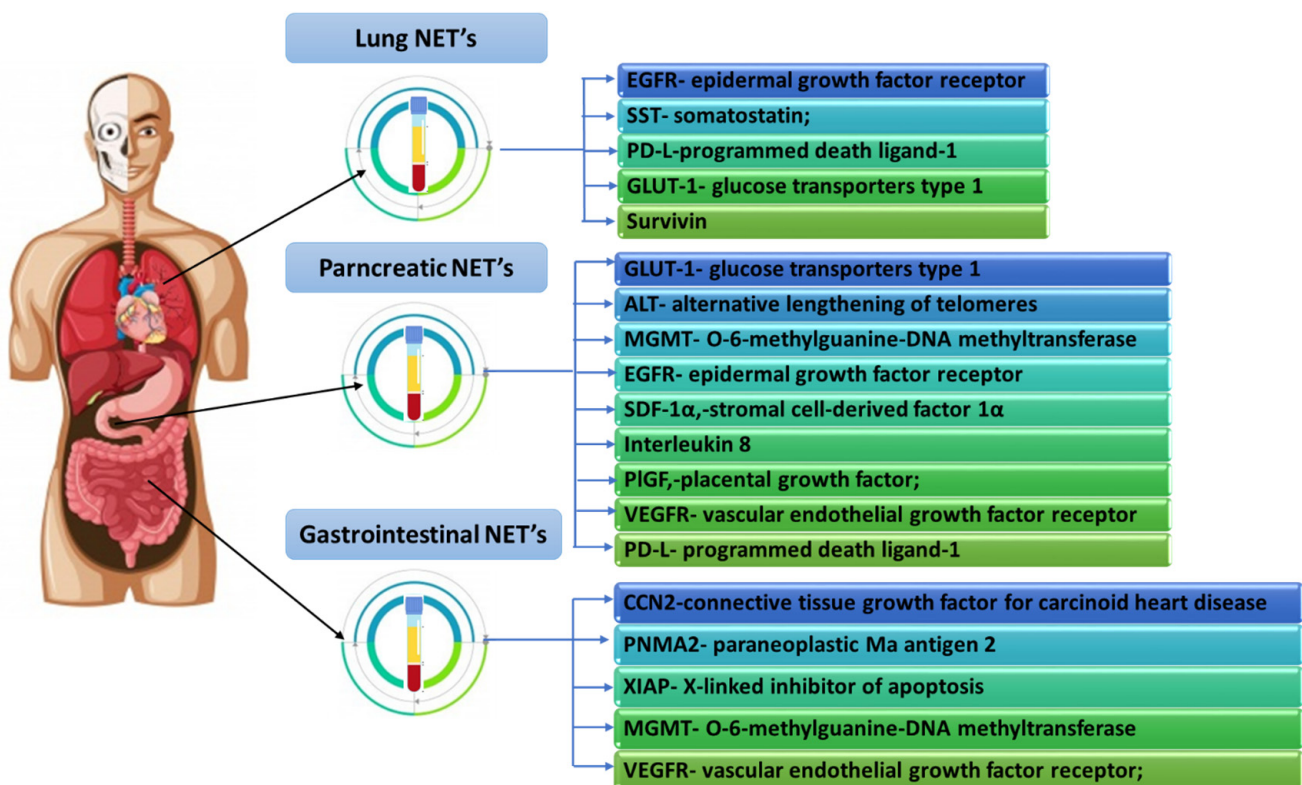 Lung NET's
EGFR- epidermal growth factor receptor
SST- somatostatin;
PD-L-programmed death ligand-1
GLUT-1- glucose transporters type 1
Survivin
Parncreatic NET's
GLUT-1- glucose transporters type 1
ALT- alternative lengthening of telomeres
MGMT- O-6-methylguanine-DNA methyltransferase
EGFR- epidermal growth factor receptor
SDF-1α,-stromal cell-derived factor 1α
Interleukin 8
PlGF,-placental growth factor;
VEGFR- vascular endothelial growth factor receptor
PD-L- programmed death ligand-1
Gastrointestinal NET's
CCN2-connective tissue growth factor for carcinoid heart disease
PNMA2- paraneoplastic Ma antigen 2
XIAP- X-linked inhibitor of apoptosis
MGMT- O-6-methylguanine-DNA methyltransferase
VEGFR- vascular endothelial growth factor receptor;